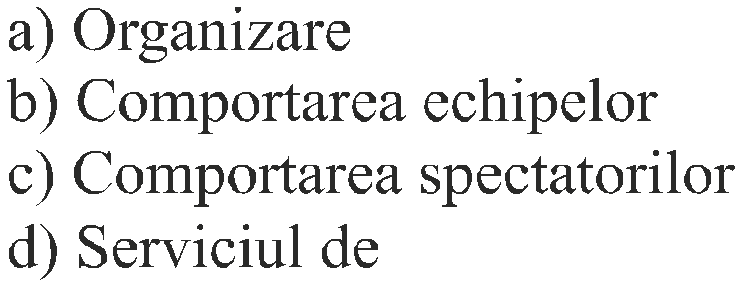 a) Organizare
b) Comportarea echipelor
c) Comportarea spectatorilor
d) Serviciul de